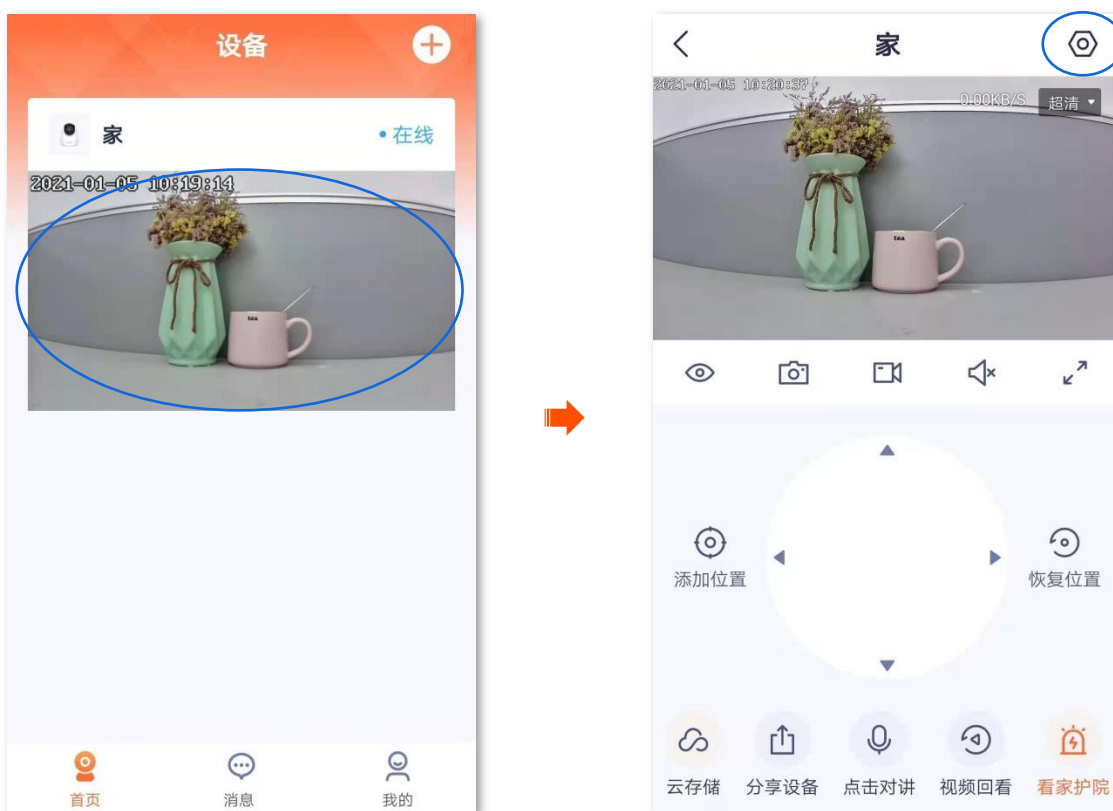 设备
家
在线
2021-01-05 10:19:14
tea
首页
消息
我的
家
2021-01-05 10:20:37
0.00KB/S
超清
tea
添加位置
恢复位置
云存储
分享设备
点击对讲
视频回看
看家护院